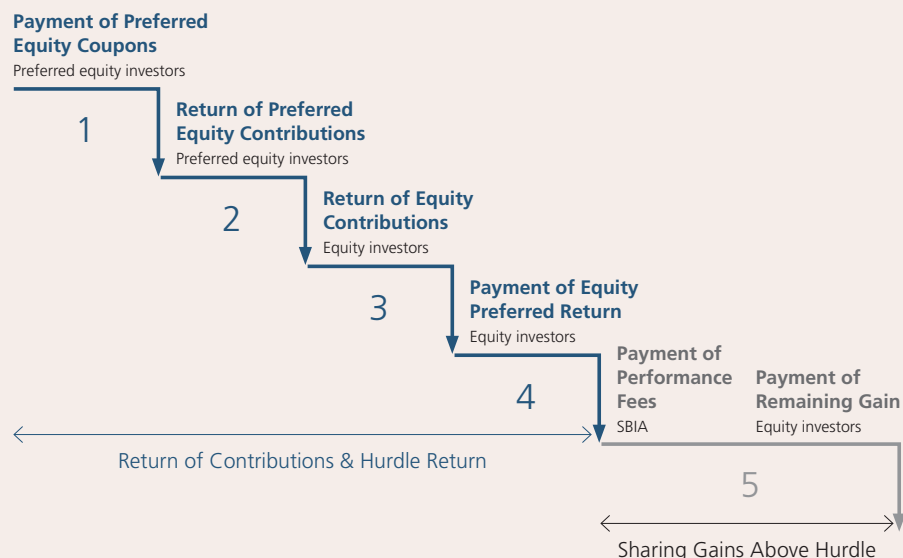 Payment of Preferred
Equity Coupons
Preferred equity investors
1
Return of Preferred
Equity Contributions
Preferred equity investors
2
Return of Equity
Contributions
Equity investors
3
Payment of Equity
Preferred Return
Equity investors
4
Payment of
Performance
Fees
SBIA
Payment of
Remaining Gain
Equity investors
5
Return of Contributions & Hurdle Return
Sharing Gains Above Hurdle